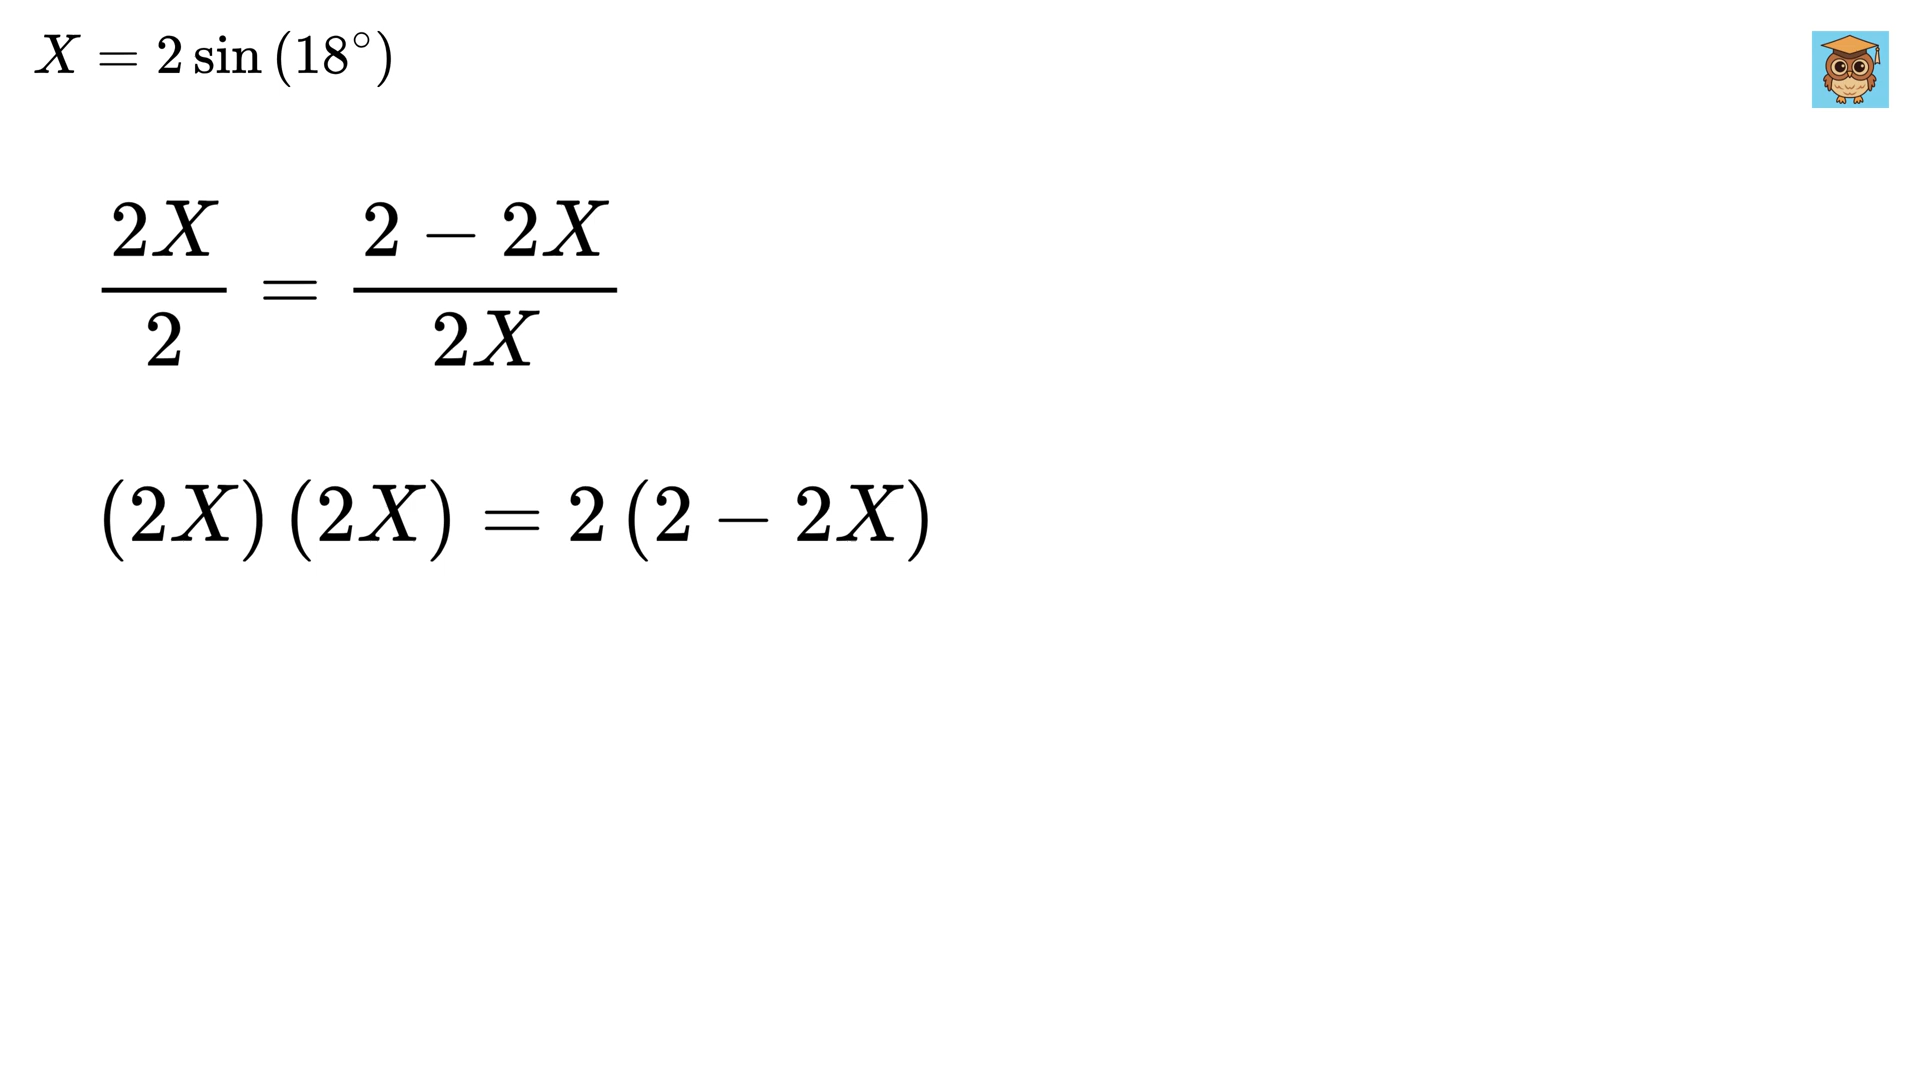 X = 2 sin (18°)
2X/2 = (2 − 2X)/2X
(2X) (2X) = 2 (2 − 2X)